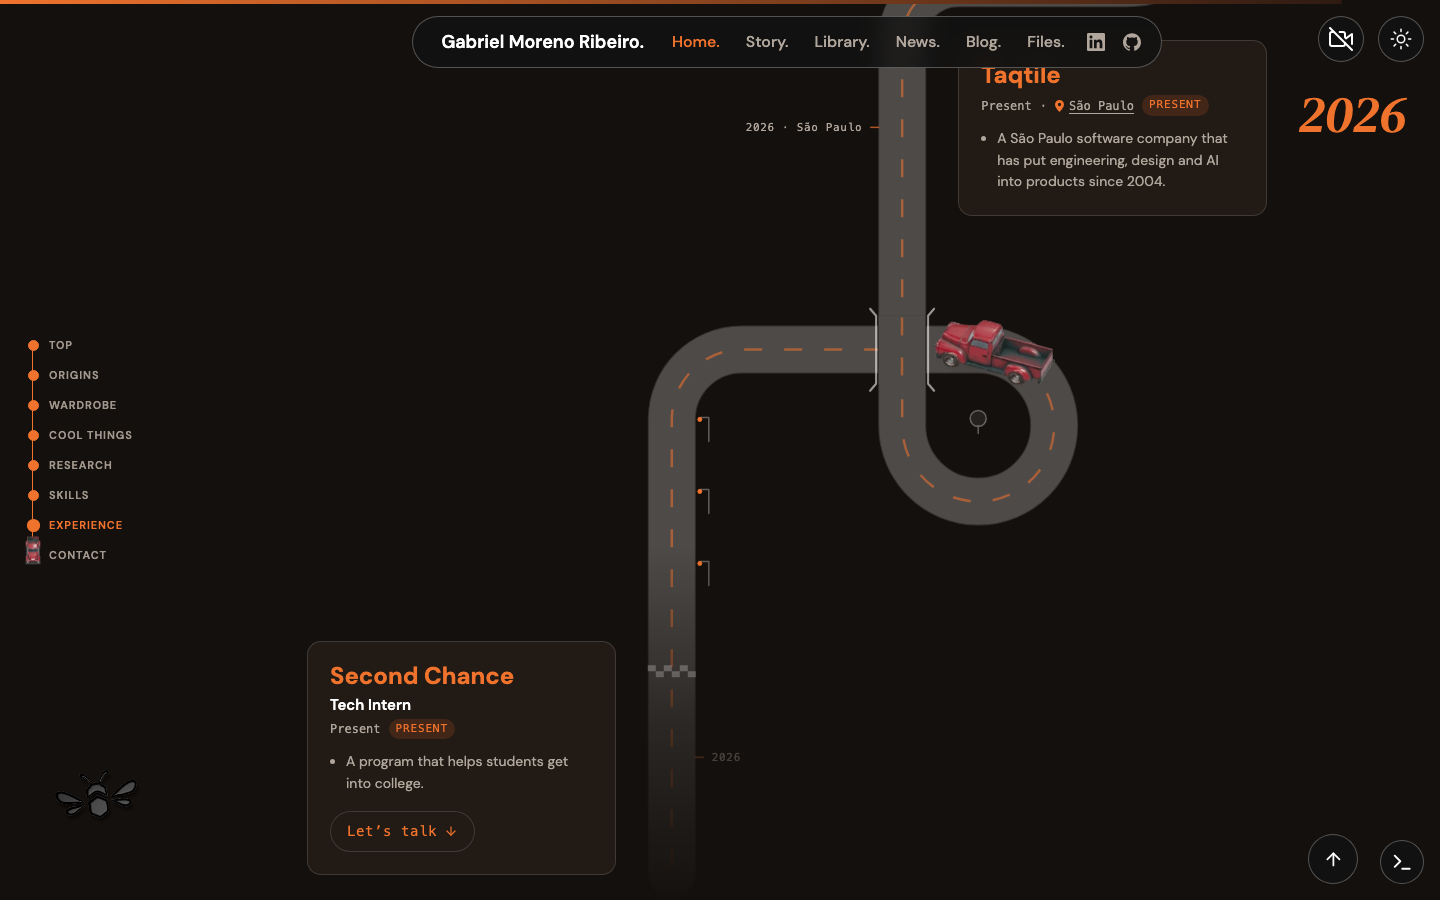 Gabriel Moreno Ribeiro.
Home.
Story.
Library.
News.
Blog.
Files.
Taqtile
Present · São Paulo PRESENT
A São Paulo software company that
has put engineering, design and AI
into products since 2004.
2026
2026 · São Paulo
TOP
ORIGINS
WARDROBE
COOL THINGS
RESEARCH
SKILLS
EXPERIENCE
CONTACT
Second Chance
Tech Intern
Present PRESENT
A program that helps students get
into college.
Let’s talk ↓
2026